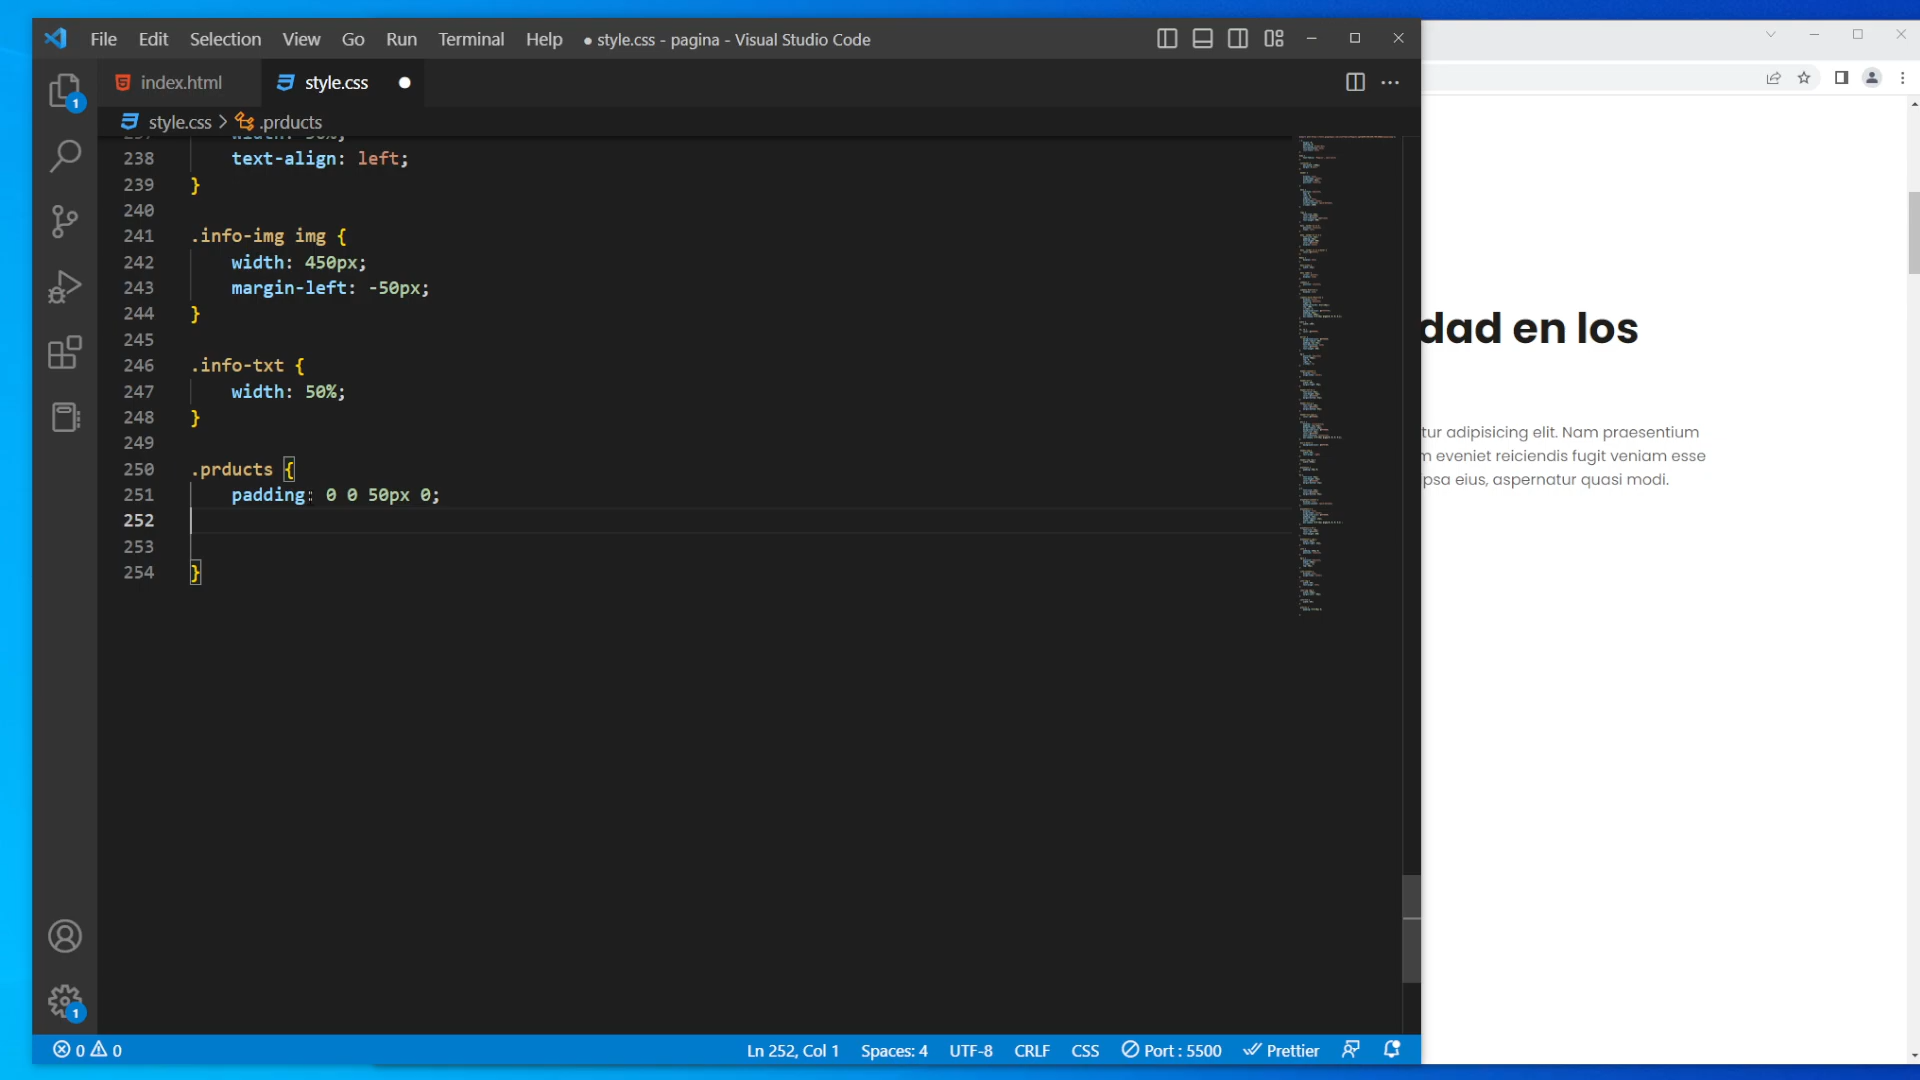 File Edit Selection View Go Run Terminal Help ● style.css - pagina - Visual Studio Code
index.html style.css
style.css > .prducts
238 text-align: left;
239 }
240
241 .info-img img {
242 width: 450px;
243 margin-left: -50px;
244 }
245
246 .info-txt {
247 width: 50%;
248 }
249
250 .prducts {
251 padding: 0 0 50px 0;
252
253
254 }
dad en los
tur adipisicing elit. Nam praesentium
m eveniet reiciendis fugit veniam esse
psa eius, aspernatur quasi modi.
1
1
0 0 Ln 252, Col 1 Spaces: 4 UTF-8 CRLF CSS Port : 5500 Prettier